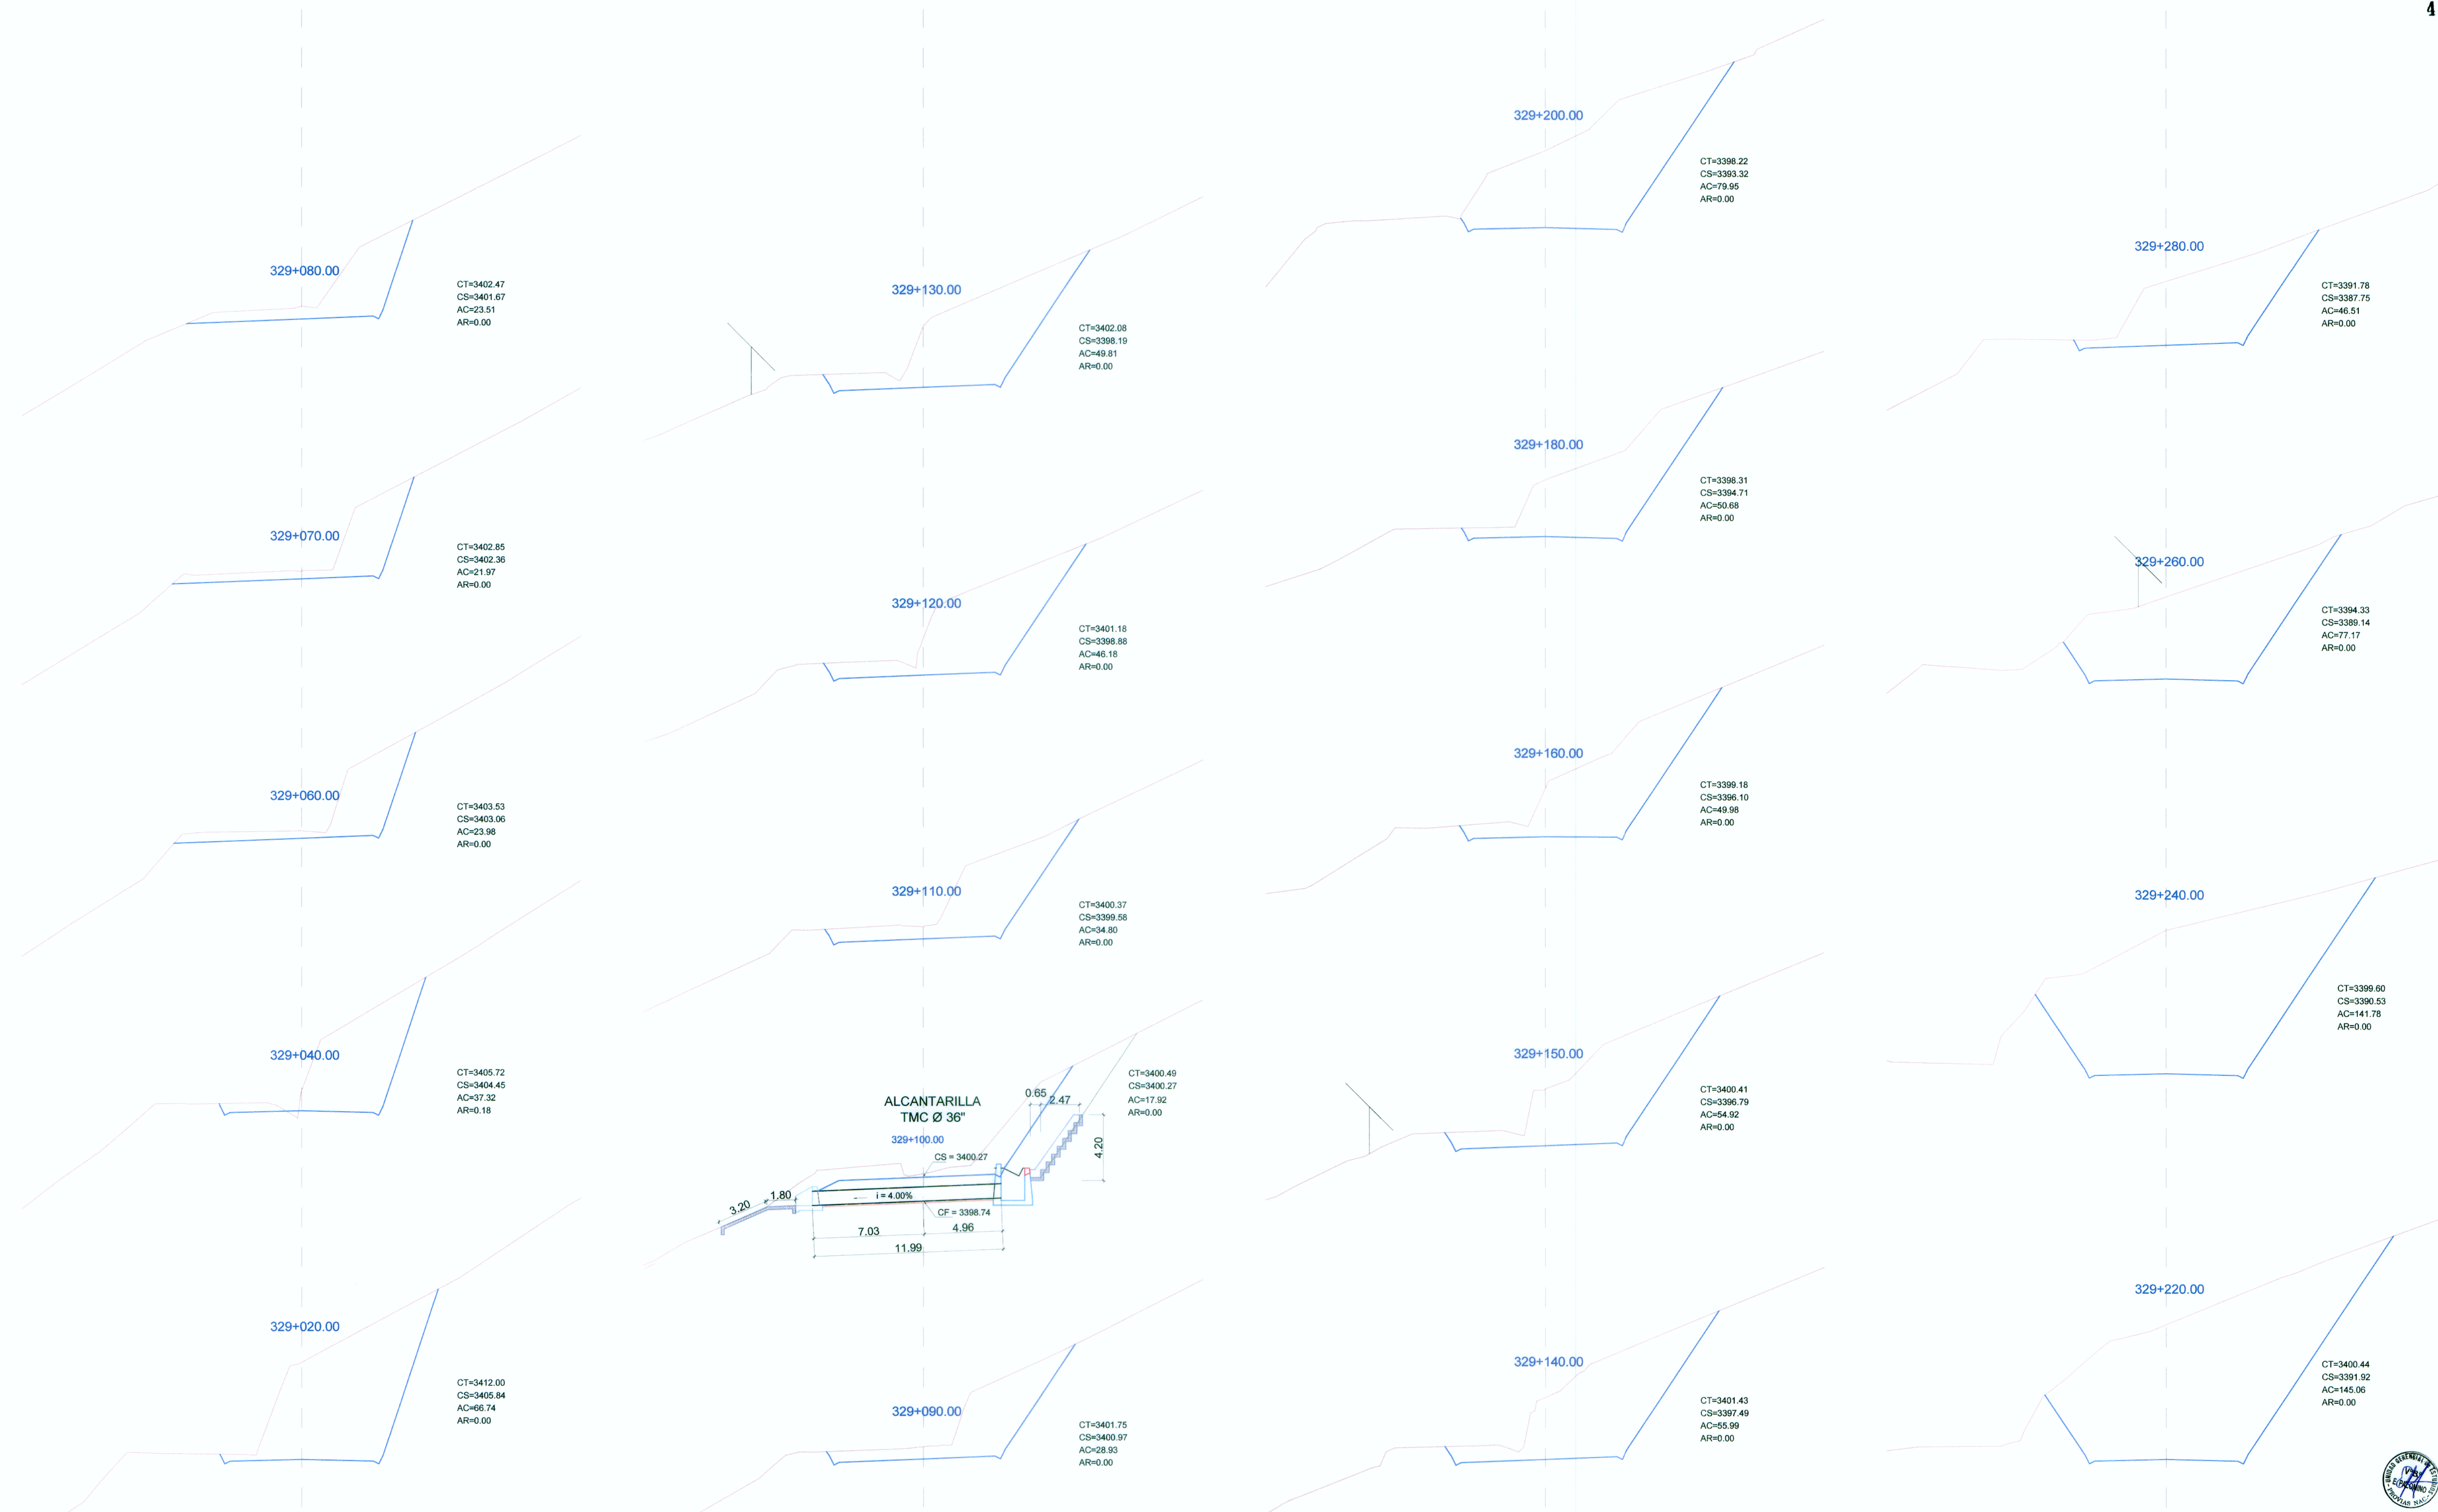 4
329+080.00
CT=3402.47
CS=3401.67
AC=23.51
AR=0.00
329+070.00
CT=3402.85
CS=3402.36
AC=21.97
AR=0.00
329+060.00
CT=3403.53
CS=3403.06
AC=23.98
AR=0.00
329+040.00
CT=3405.72
CS=3404.45
AC=37.32
AR=0.18
329+020.00
CT=3412.00
CS=3405.84
AC=66.74
AR=0.00
329+130.00
CT=3402.08
CS=3398.19
AC=49.81
AR=0.00
329+120.00
CT=3401.18
CS=3398.88
AC=46.18
AR=0.00
329+110.00
CT=3400.37
CS=3399.58
AC=34.80
AR=0.00
ALCANTARILLA
TMC Ø 36"
329+100.00
CS = 3400.27
CT=3400.49
CS=3400.27
AC=17.92
AR=0.00
0.65
2.47
4.20
3.20
1.80
i = 4.00%
CF = 3398.74
7.03
4.96
11.99
329+090.00
CT=3401.75
CS=3400.97
AC=28.93
AR=0.00
329+200.00
CT=3398.22
CS=3393.32
AC=79.95
AR=0.00
329+180.00
CT=3398.31
CS=3394.71
AC=50.68
AR=0.00
329+160.00
CT=3399.18
CS=3396.10
AC=49.98
AR=0.00
329+150.00
CT=3400.41
CS=3396.79
AC=54.92
AR=0.00
329+140.00
CT=3401.43
CS=3397.49
AC=55.99
AR=0.00
329+280.00
CT=3391.78
CS=3387.75
AC=46.51
AR=0.00
329+260.00
CT=3394.33
CS=3389.14
AC=77.17
AR=0.00
329+240.00
CT=3399.60
CS=3390.53
AC=141.78
AR=0.00
329+220.00
CT=3400.44
CS=3391.92
AC=145.06
AR=0.00
UNIDAD GERENCIAL
PROVIAS NAC